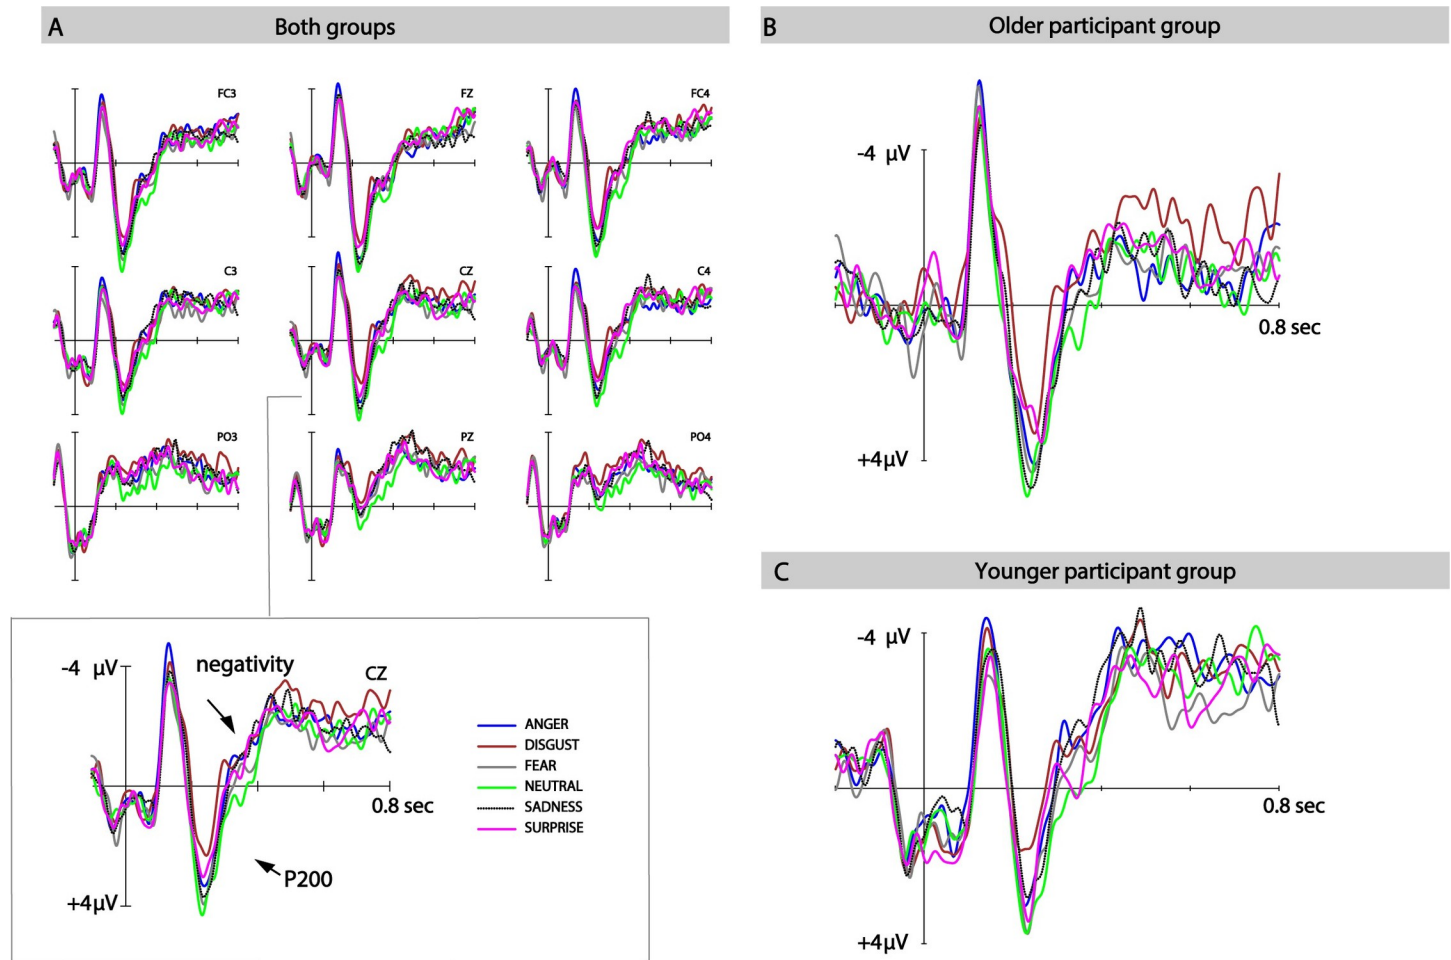 A Both groups
FC3 FZ FC4
C3 CZ C4
PO3 PZ PO4
-4 µV negativity CZ
0.8 sec
P200
+4µV
ANGER
DISGUST
FEAR
NEUTRAL
SADNESS
SURPRISE
B Older participant group
-4 µV
0.8 sec
+4µV
C Younger participant group
-4 µV
0.8 sec
+4µV